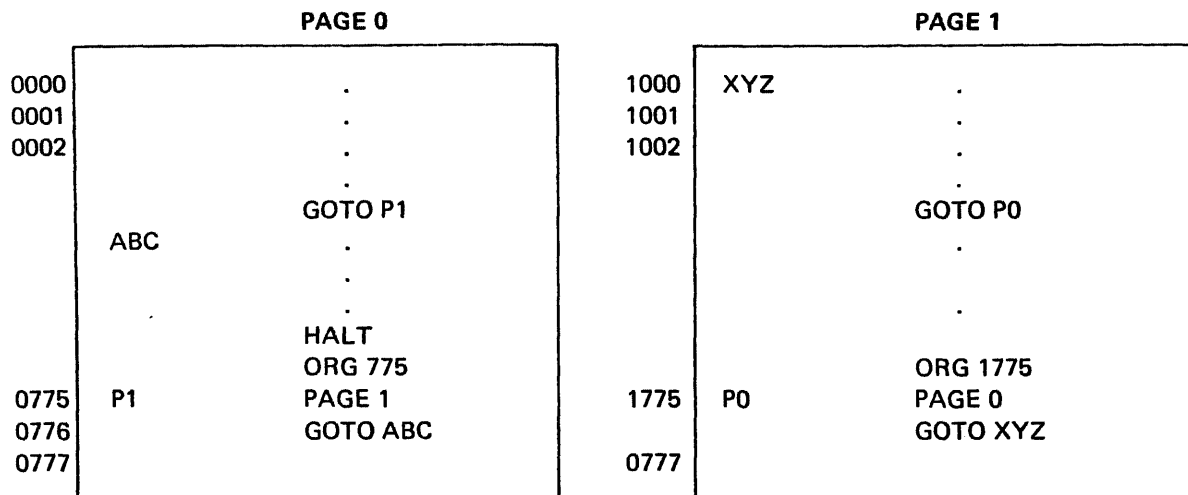 PAGE 0
0000 .
0001 .
0002 .
.
GOTO P1
ABC .
.
.
HALT
ORG 775
0775 P1 PAGE 1
0776 GOTO ABC
0777
PAGE 1
1000 XYZ .
1001 .
1002 .
.
GOTO P0
.
.
ORG 1775
1775 P0 PAGE 0
GOTO XYZ
0777